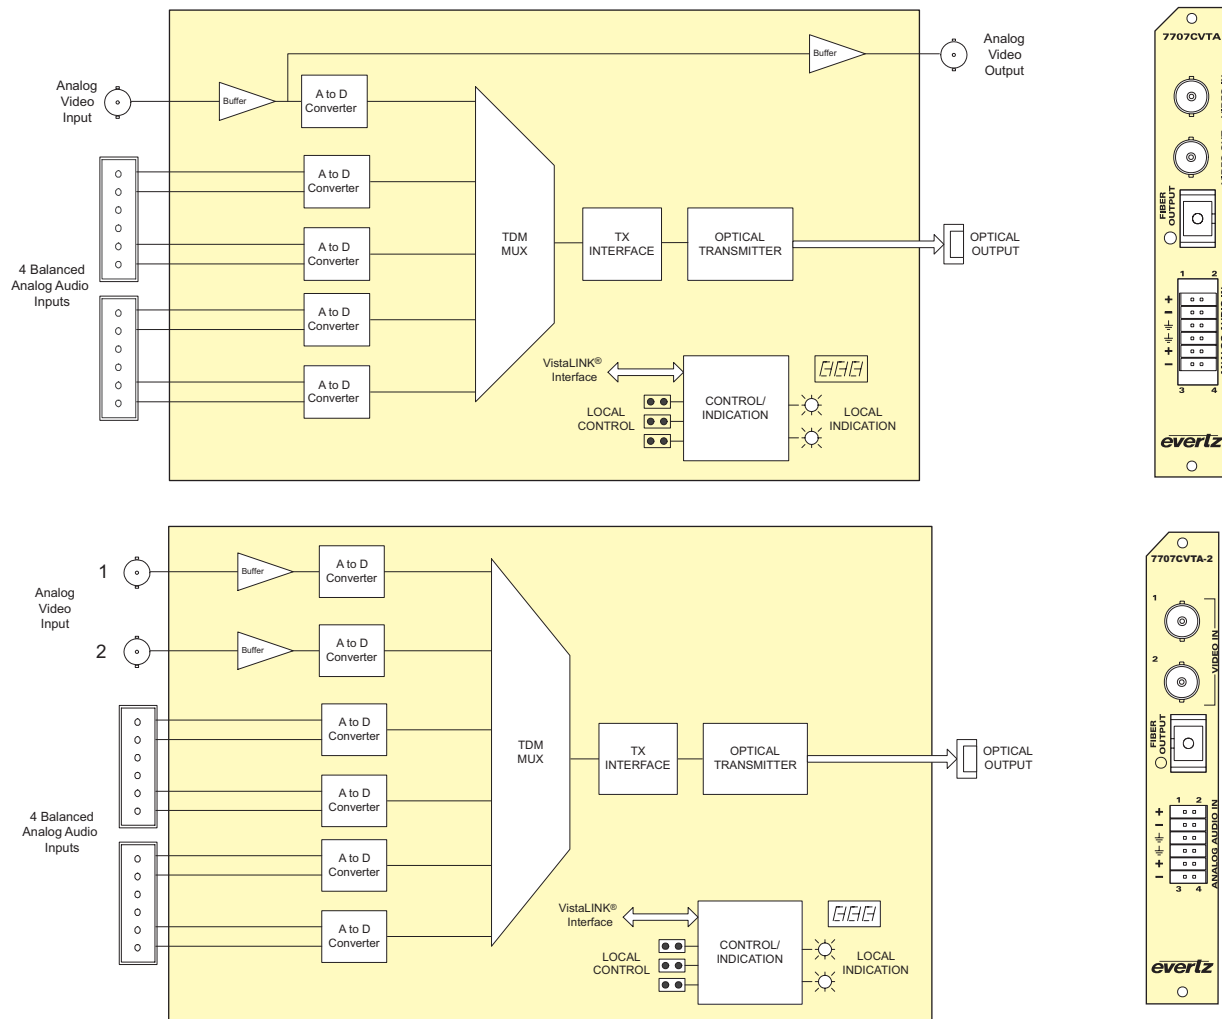 Analog
Video
Input
Buffer
A to D
Converter
Buffer
Analog
Video
Output
A to D
Converter
A to D
Converter
A to D
Converter
A to D
Converter
4 Balanced
Analog Audio
Inputs
TDM
MUX
TX
INTERFACE
OPTICAL
TRANSMITTER
OPTICAL
OUTPUT
VistaLINK®
Interface
LOCAL
CONTROL
CONTROL/
INDICATION
LOCAL
INDICATION
7707CVTA
FIBER
OUTPUT
1 2
+
-
+
-
3 4
evertz
1
Analog
Video
Input
2
Buffer
A to D
Converter
Buffer
A to D
Converter
A to D
Converter
A to D
Converter
A to D
Converter
A to D
Converter
4 Balanced
Analog Audio
Inputs
TDM
MUX
TX
INTERFACE
OPTICAL
TRANSMITTER
OPTICAL
OUTPUT
VistaLINK®
Interface
LOCAL
CONTROL
CONTROL/
INDICATION
LOCAL
INDICATION
7707CVTA-2
1
2
VIDEO IN
FIBER
OUTPUT
1 2
+
-
+
-
3 4
ANALOG AUDIO IN
evertz